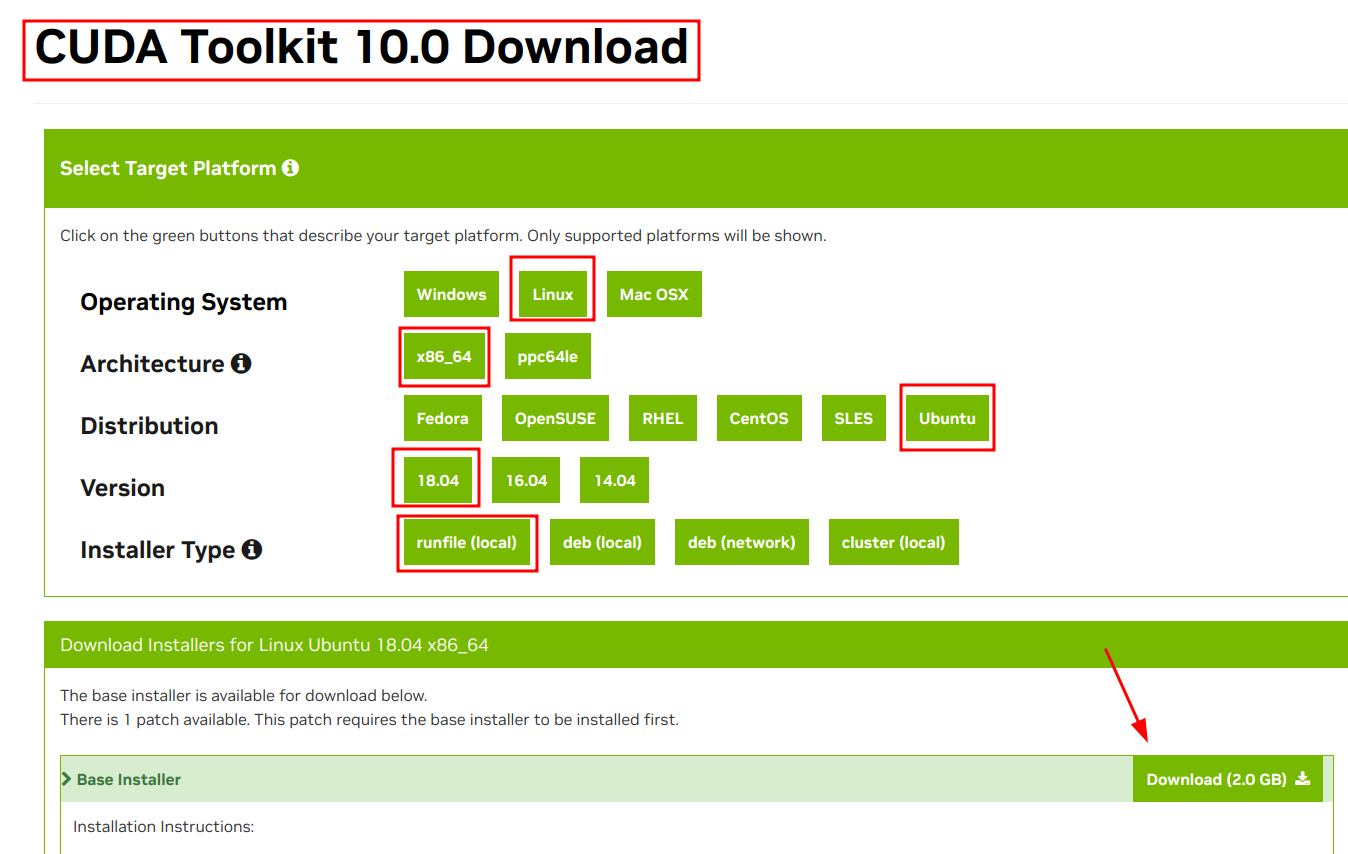 CUDA Toolkit 10.0 Download
Select Target Platform
Click on the green buttons that describe your target platform. Only supported platforms will be shown.
Operating System Windows Linux Mac OSX
Architecture x86_64 ppc64le
Distribution Fedora OpenSUSE RHEL CentOS SLES Ubuntu
Version 18.04 16.04 14.04
Installer Type runfile (local) deb (local) deb (network) cluster (local)
Download Installers for Linux Ubuntu 18.04 x86_64
The base installer is available for download below.
There is 1 patch available. This patch requires the base installer to be installed first.
Base Installer Download (2.0 GB)
Installation Instructions: